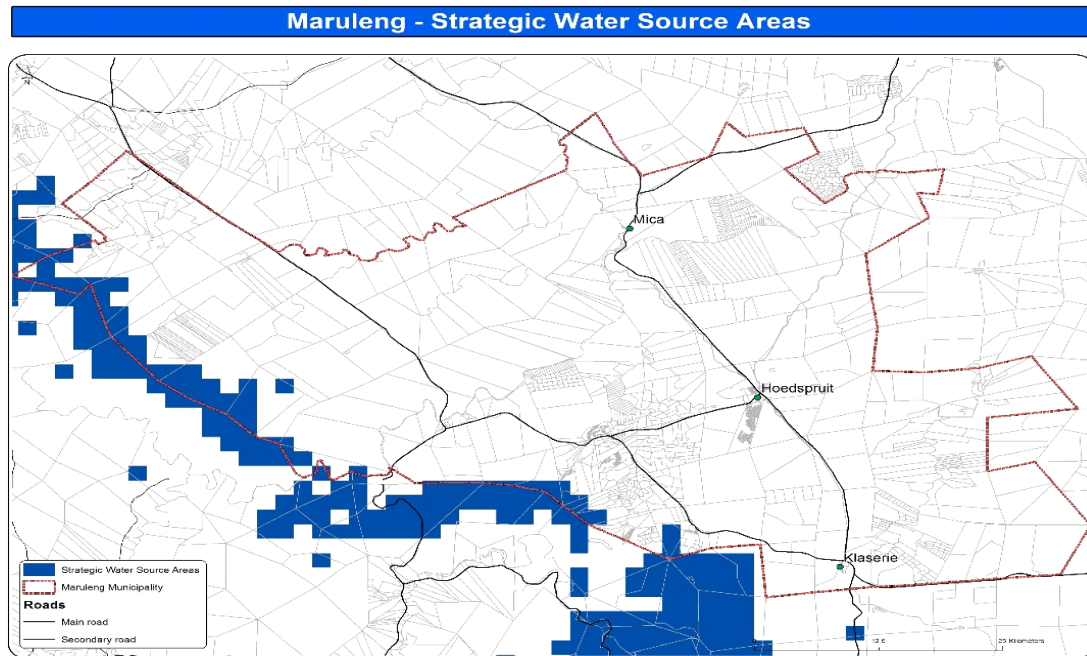 Maruleng - Strategic Water Source Areas
N
Mica
Hoedspruit
Klaserie
Strategic Water Source Areas
Maruleng Municipality
Roads
Main road
Secondary road
0 12.5 25 Kilometers